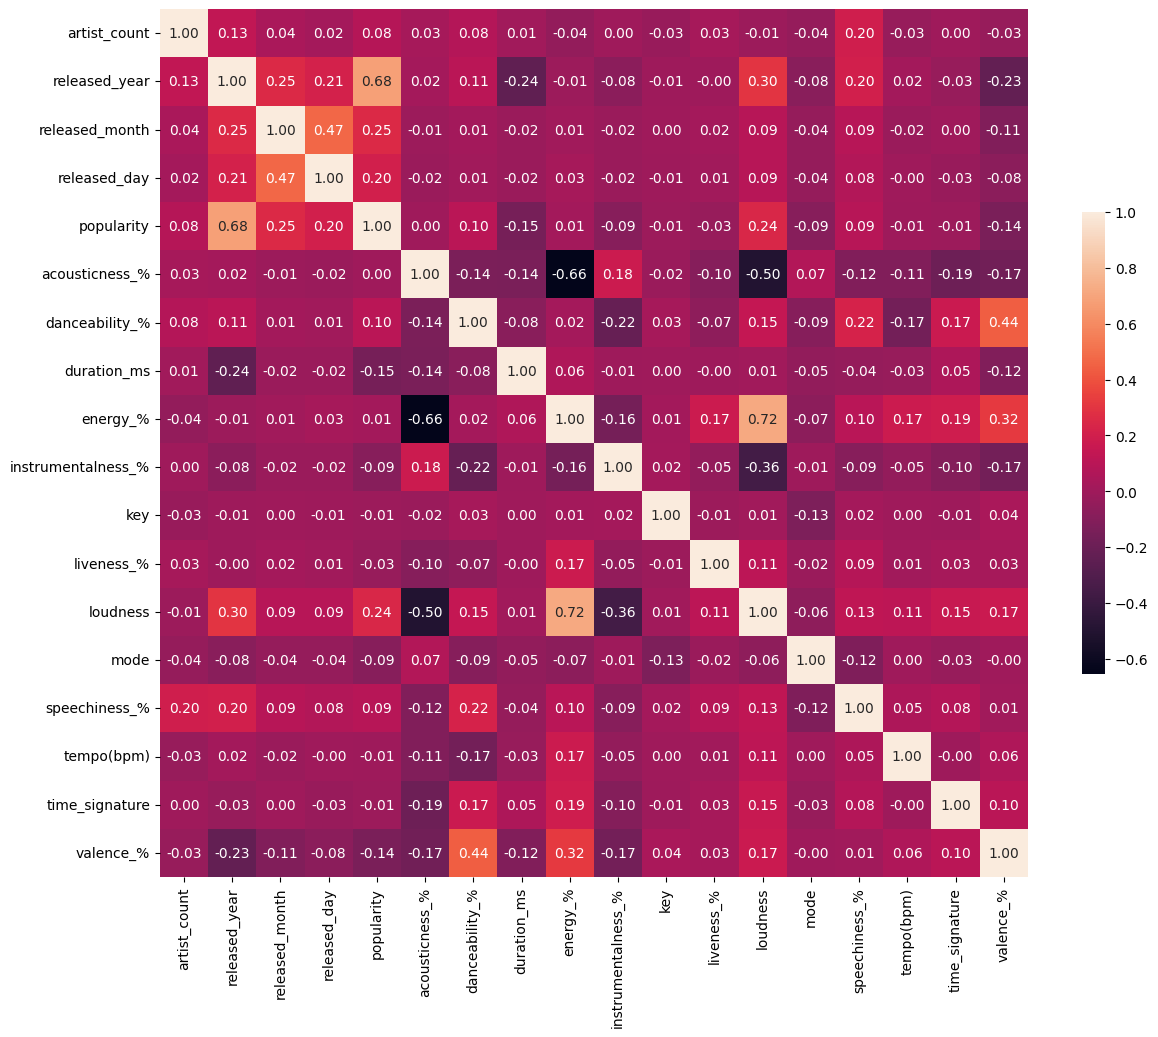 artist_count 1.00 0.13 0.04 0.02 0.08 0.03 0.08 0.01 -0.04 0.00 -0.03 0.03 -0.01 -0.04 0.20 -0.03 0.00 -0.03
released_year 0.13 1.00 0.25 0.21 0.68 0.02 0.11 -0.24 -0.01 -0.08 -0.01 -0.00 0.30 -0.08 0.20 0.02 -0.03 -0.23
released_month 0.04 0.25 1.00 0.47 0.25 -0.01 0.01 -0.02 0.01 -0.02 0.00 0.02 0.09 -0.04 0.09 -0.02 0.00 -0.11
released_day 0.02 0.21 0.47 1.00 0.20 -0.02 0.01 -0.02 0.03 -0.02 -0.01 0.01 0.09 -0.04 0.08 -0.00 -0.03 -0.08
popularity 0.08 0.68 0.25 0.20 1.00 0.00 0.10 -0.15 0.01 -0.09 -0.01 -0.03 0.24 -0.09 0.09 -0.01 -0.01 -0.14
acousticness_% 0.03 0.02 -0.01 -0.02 0.00 1.00 -0.14 -0.14 -0.66 0.18 -0.02 -0.10 -0.50 0.07 -0.12 -0.11 -0.19 -0.17
danceability_% 0.08 0.11 0.01 0.01 0.10 -0.14 1.00 -0.08 0.02 -0.22 0.03 -0.07 0.15 -0.09 0.22 -0.17 0.17 0.44
duration_ms 0.01 -0.24 -0.02 -0.02 -0.15 -0.14 -0.08 1.00 0.06 -0.01 0.00 -0.00 0.01 -0.05 -0.04 -0.03 0.05 -0.12
energy_% -0.04 -0.01 0.01 0.03 0.01 -0.66 0.02 0.06 1.00 -0.16 0.01 0.17 0.72 -0.07 0.10 0.17 0.19 0.32
instrumentalness_% 0.00 -0.08 -0.02 -0.02 -0.09 0.18 -0.22 -0.01 -0.16 1.00 0.02 -0.05 -0.36 -0.01 -0.09 -0.05 -0.10 -0.17
key -0.03 -0.01 0.00 -0.01 -0.01 -0.02 0.03 0.00 0.01 0.02 1.00 -0.01 0.01 -0.13 0.02 0.00 -0.01 0.04
liveness_% 0.03 -0.00 0.02 0.01 -0.03 -0.10 -0.07 -0.00 0.17 -0.05 -0.01 1.00 0.11 -0.02 0.09 0.01 0.03 0.03
loudness -0.01 0.30 0.09 0.09 0.24 -0.50 0.15 0.01 0.72 -0.36 0.01 0.11 1.00 -0.06 0.13 0.11 0.15 0.17
mode -0.04 -0.08 -0.04 -0.04 -0.09 0.07 -0.09 -0.05 -0.07 -0.01 -0.13 -0.02 -0.06 1.00 -0.12 0.00 -0.03 -0.00
speechiness_% 0.20 0.20 0.09 0.08 0.09 -0.12 0.22 -0.04 0.10 -0.09 0.02 0.09 0.13 -0.12 1.00 0.05 0.08 0.01
tempo(bpm) -0.03 0.02 -0.02 -0.00 -0.01 -0.11 -0.17 -0.03 0.17 -0.05 0.00 0.01 0.11 0.00 0.05 1.00 -0.00 0.06
time_signature 0.00 -0.03 0.00 -0.03 -0.01 -0.19 0.17 0.05 0.19 -0.10 -0.01 0.03 0.15 -0.03 0.08 -0.00 1.00 0.10
valence_% -0.03 -0.23 -0.11 -0.08 -0.14 -0.17 0.44 -0.12 0.32 -0.17 0.04 0.03 0.17 -0.00 0.01 0.06 0.10 1.00
artist_count
released_year
released_month
released_day
popularity
acousticness_%
danceability_%
duration_ms
energy_%
instrumentalness_%
key
liveness_%
loudness
mode
speechiness_%
tempo(bpm)
time_signature
valence_%
1.0
0.8
0.6
0.4
0.2
0.0
−0.2
−0.4
−0.6